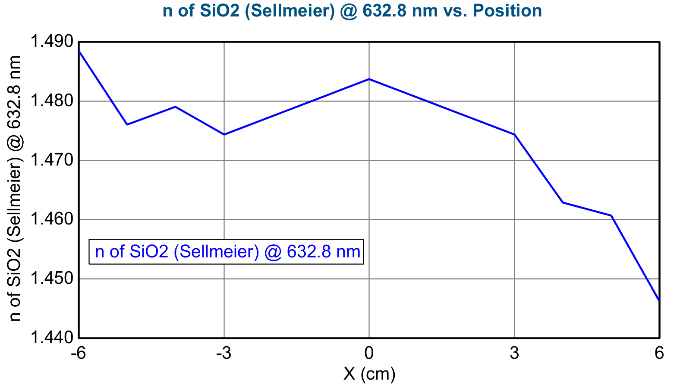 n of SiO2 (Sellmeier) @ 632.8 nm vs. Position
n of SiO2 (Sellmeier) @ 632.8 nm
1.490
1.480
1.470
1.460
1.450
1.440
n of SiO2 (Sellmeier) @ 632.8 nm
-6
-3
0
3
6
X (cm)